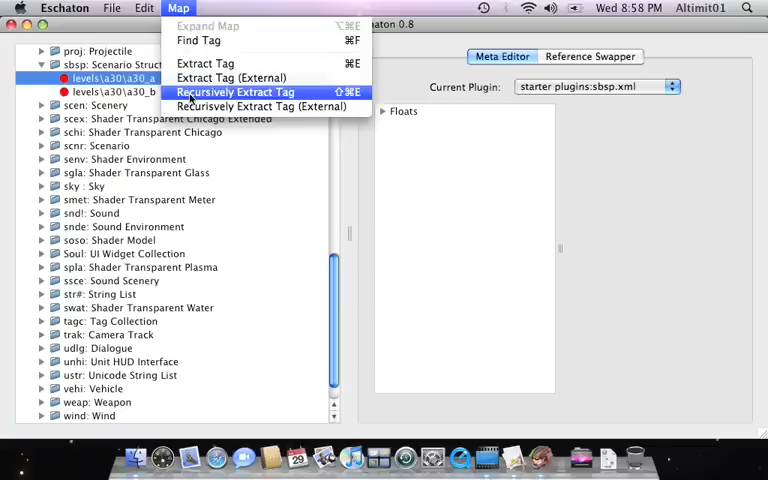 Eschaton File Edit Map Wed 8:58 PM Altimit01
Expand Map ⌥⌘E
Find Tag ⌘F
Extract Tag ⌘E
Extract Tag (External)
Recursively Extract Tag ⇧⌘E
Recurisvely Extract Tag (External)
aton 0.8
proj: Projectile
sbsp: Scenario Struct
levels\a30\a30_a
levels\a30\a30_b
scen: Scenery
scex: Shader Transparent Chicago Extended
schi: Shader Transparent Chicago
scnr: Scenario
senv: Shader Environment
sgla: Shader Transparent Glass
sky : Sky
smet: Shader Transparent Meter
snd!: Sound
snde: Sound Environment
soso: Shader Model
Soul: UI Widget Collection
spla: Shader Transparent Plasma
ssce: Sound Scenery
str#: String List
swat: Shader Transparent Water
tagc: Tag Collection
trak: Camera Track
udlg: Dialogue
unhi: Unit HUD Interface
ustr: Unicode String List
vehi: Vehicle
weap: Weapon
wind: Wind
Meta Editor Reference Swapper
Current Plugin: starter plugins:sbsp.xml
Floats
29